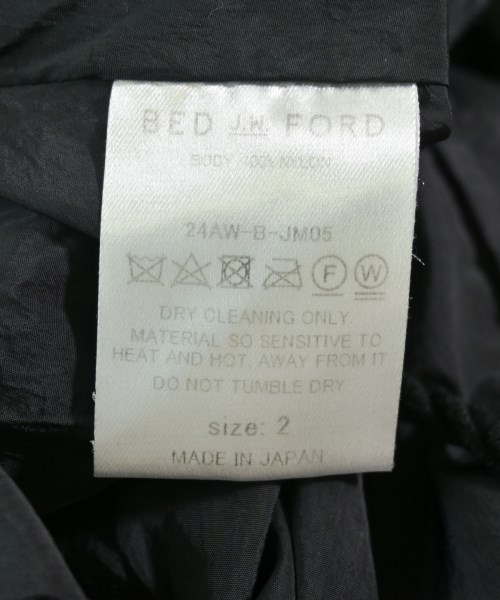 BED J.W. FORD
BODY 100% NYLON
24AW-B-JM05
F W
DRY CLEANING ONLY.
MATERIAL SO SENSITIVE TO
HEAT AND HOT. AWAY FROM IT
DO NOT TUMBLE DRY
size: 2
MADE IN JAPAN